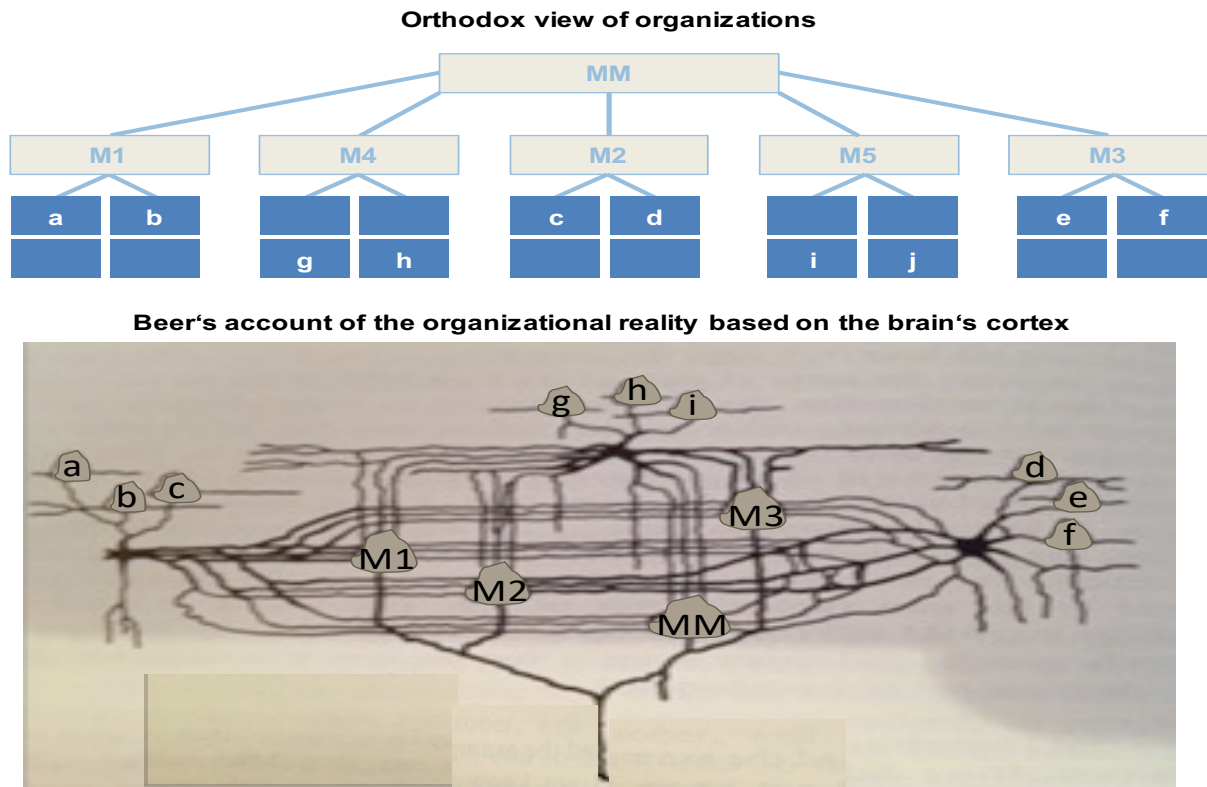 Orthodox view of organizations
MM
M1 M4 M2 M5 M3
a b c d e f
g h i j
Beer‘s account of the organizational reality based on the brain‘s cortex
h
g i
a d
b c e
f
M3
M1
M2
MM